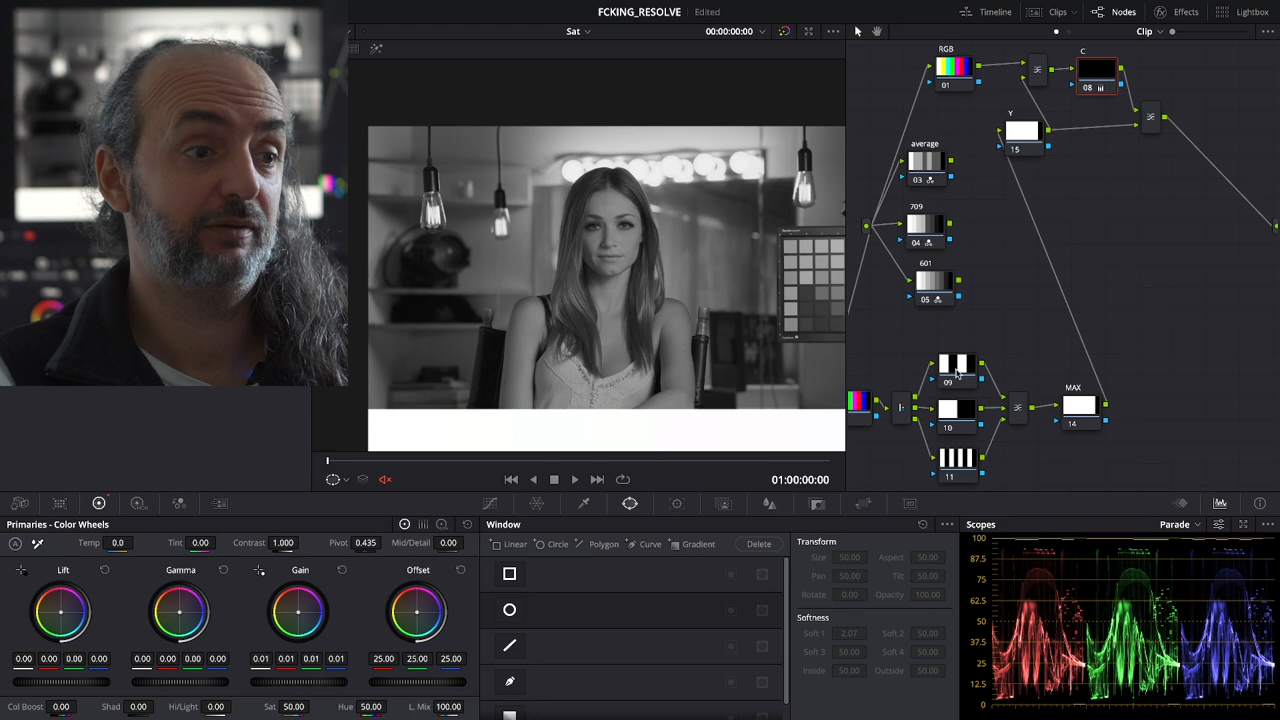 FCKING_RESOLVE Edited
Timeline Clips Nodes Effects Lightbox
Sat 00:00:00:00 Clip
RGB
01
C
08
Y
15
average
03
709
04
601
05
09
10
11
MAX
14
01:00:00:00
Primaries - Color Wheels
Temp 0.0 Tint 0.00 Contrast 1.000 Pivot 0.435 Mid/Detail 0.00
A
Lift Gamma Gain Offset
0.00 0.00 0.00 0.00 0.00 0.00 0.00 0.00 0.01 0.01 0.01 0.01 25.00 25.00 25.00
Col Boost 0.00 Shad 0.00 Hi/Light 0.00 Sat 50.00 Hue 50.00 L. Mix 100.00
Window
Linear Circle Polygon Curve Gradient Delete
Transform
Size 50.00 Aspect 50.00
Pan 50.00 Tilt 50.00
Rotate 0.00 Opacity 100.00
Softness
Soft 1 2.07 Soft 2 50.00
Soft 3 50.00 Soft 4 50.00
Inside 50.00 Outside 50.00
Scopes Parade
100
87.5
75
62.5
50
37.5
25
12.5
0